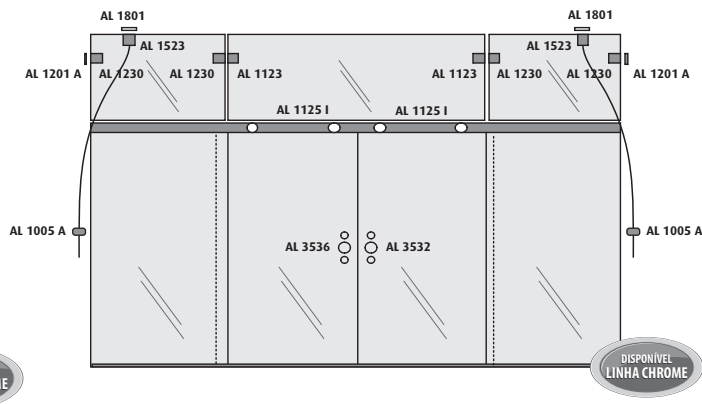 AL 1801
AL 1801
AL 1523
AL 1523
AL 1201 A
AL 1230
AL 1230
AL 1123
AL 1123
AL 1230
AL 1230
AL 1201 A
AL 1125 I
AL 1125 I
AL 1005 A
AL 3536
AL 3532
AL 1005 A
DISPONÍVEL
LINHA CHROME